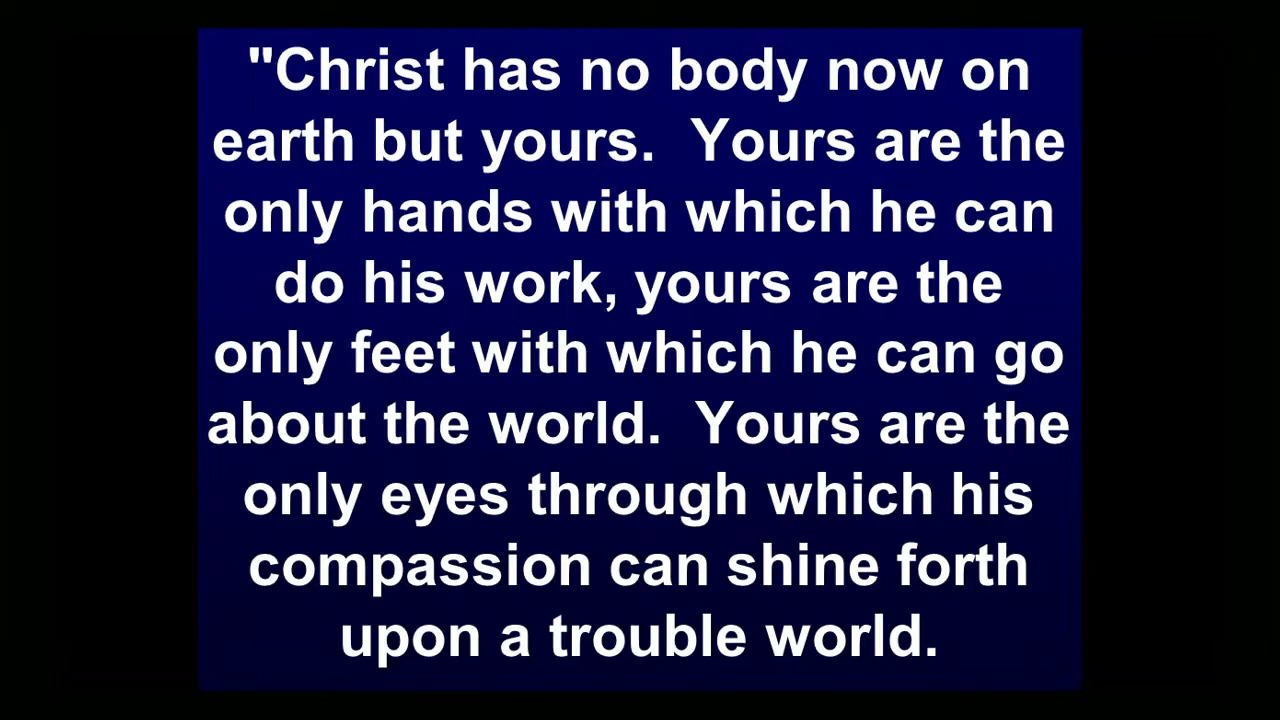 "Christ has no body now on
earth but yours.  Yours are the
only hands with which he can
do his work, yours are the
only feet with which he can go
about the world.  Yours are the
only eyes through which his
compassion can shine forth
upon a trouble world.